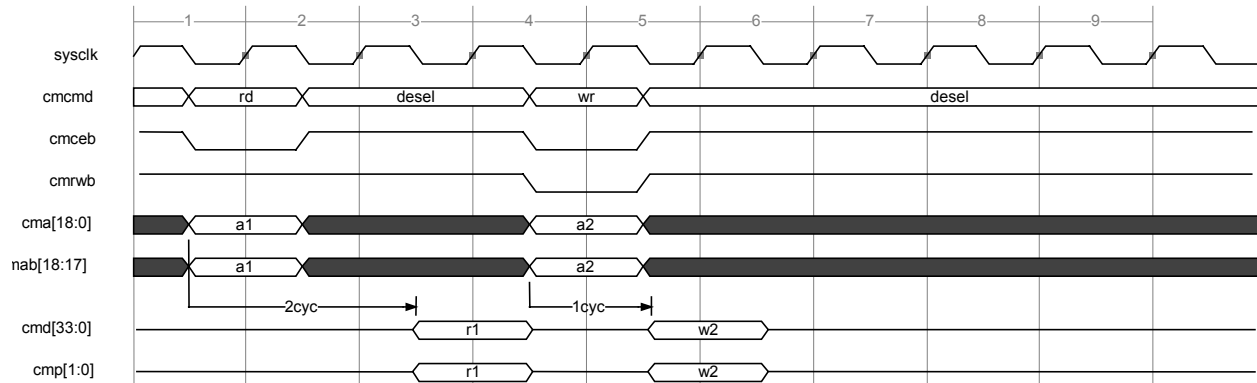 1 2 3 4 5 6 7 8 9
sysclk
cmcmd rd desel wr desel
cmceb
cmrwb
cma[18:0] a1 a2
nab[18:17] a1 a2
2cyc 1cyc
cmd[33:0] r1 w2
cmp[1:0] r1 w2